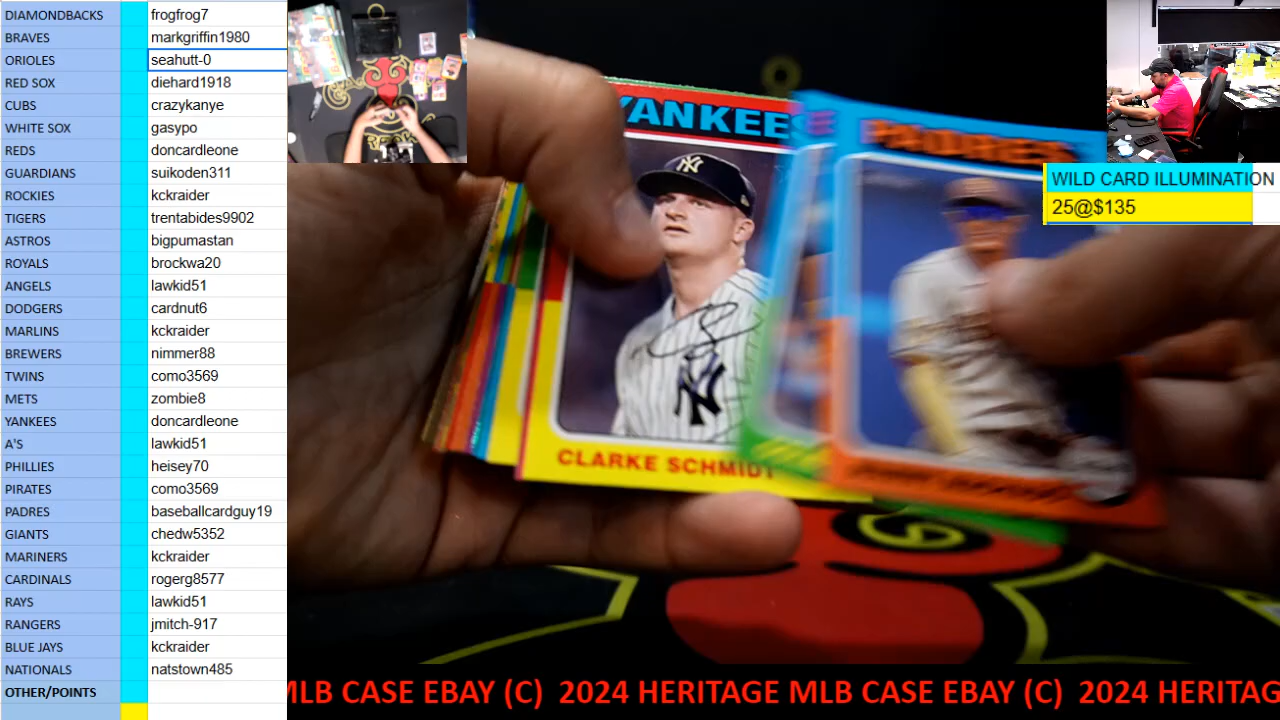 DIAMONDBACKS frogfrog7
BRAVES markgriffin1980
ORIOLES seahutt-0
RED SOX diehard1918
CUBS crazykanye
WHITE SOX gasypo
REDS doncardleone
GUARDIANS suikoden311
ROCKIES kckraider
TIGERS trentabides9902
ASTROS bigpumastan
ROYALS brockwa20
ANGELS lawkid51
DODGERS cardnut6
MARLINS kckraider
BREWERS nimmer88
TWINS como3569
METS zombie8
YANKEES doncardleone
A'S lawkid51
PHILLIES heisey70
PIRATES como3569
PADRES baseballcardguy19
GIANTS chedw5352
MARINERS kckraider
CARDINALS rogerg8577
RAYS lawkid51
RANGERS jmitch-917
BLUE JAYS kckraider
NATIONALS natstown485
OTHER/POINTS
WILD CARD ILLUMINATION
25@$135
YANKEES
PADRES
NY
CLARKE SCHMIDT
MLB CASE EBAY (C) 2024 HERITAGE MLB CASE EBAY (C) 2024 HERITAG